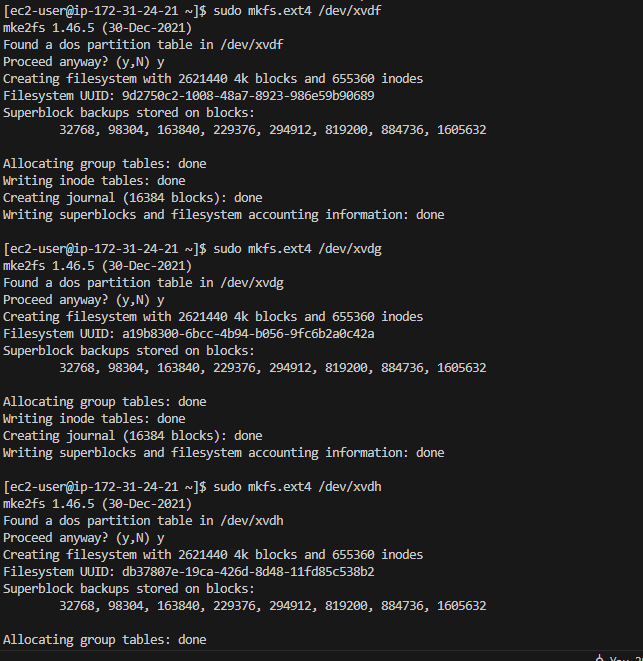 [ec2-user@ip-172-31-24-21 ~]$ sudo mkfs.ext4 /dev/xvdf
mke2fs 1.46.5 (30-Dec-2021)
Found a dos partition table in /dev/xvdf
Proceed anyway? (y,N) y
Creating filesystem with 2621440 4k blocks and 655360 inodes
Filesystem UUID: 9d2750c2-1008-48a7-8923-986e59b90689
Superblock backups stored on blocks:
32768, 98304, 163840, 229376, 294912, 819200, 884736, 1605632
Allocating group tables: done
Writing inode tables: done
Creating journal (16384 blocks): done
Writing superblocks and filesystem accounting information: done
[ec2-user@ip-172-31-24-21 ~]$ sudo mkfs.ext4 /dev/xvdg
mke2fs 1.46.5 (30-Dec-2021)
Found a dos partition table in /dev/xvdg
Proceed anyway? (y,N) y
Creating filesystem with 2621440 4k blocks and 655360 inodes
Filesystem UUID: a19b8300-6bcc-4b94-b056-9fc6b2a0c42a
Superblock backups stored on blocks:
32768, 98304, 163840, 229376, 294912, 819200, 884736, 1605632
Allocating group tables: done
Writing inode tables: done
Creating journal (16384 blocks): done
Writing superblocks and filesystem accounting information: done
[ec2-user@ip-172-31-24-21 ~]$ sudo mkfs.ext4 /dev/xvdh
mke2fs 1.46.5 (30-Dec-2021)
Found a dos partition table in /dev/xvdh
Proceed anyway? (y,N) y
Creating filesystem with 2621440 4k blocks and 655360 inodes
Filesystem UUID: db37807e-19ca-426d-8d48-11fd85c538b2
Superblock backups stored on blocks:
32768, 98304, 163840, 229376, 294912, 819200, 884736, 1605632
Allocating group tables: done